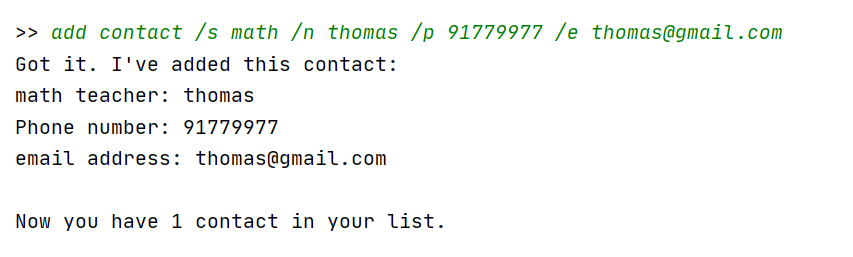 >> add contact /s math /n thomas /p 91779977 /e thomas@gmail.com
Got it. I've added this contact:
math teacher: thomas
Phone number: 91779977
email address: thomas@gmail.com
Now you have 1 contact in your list.